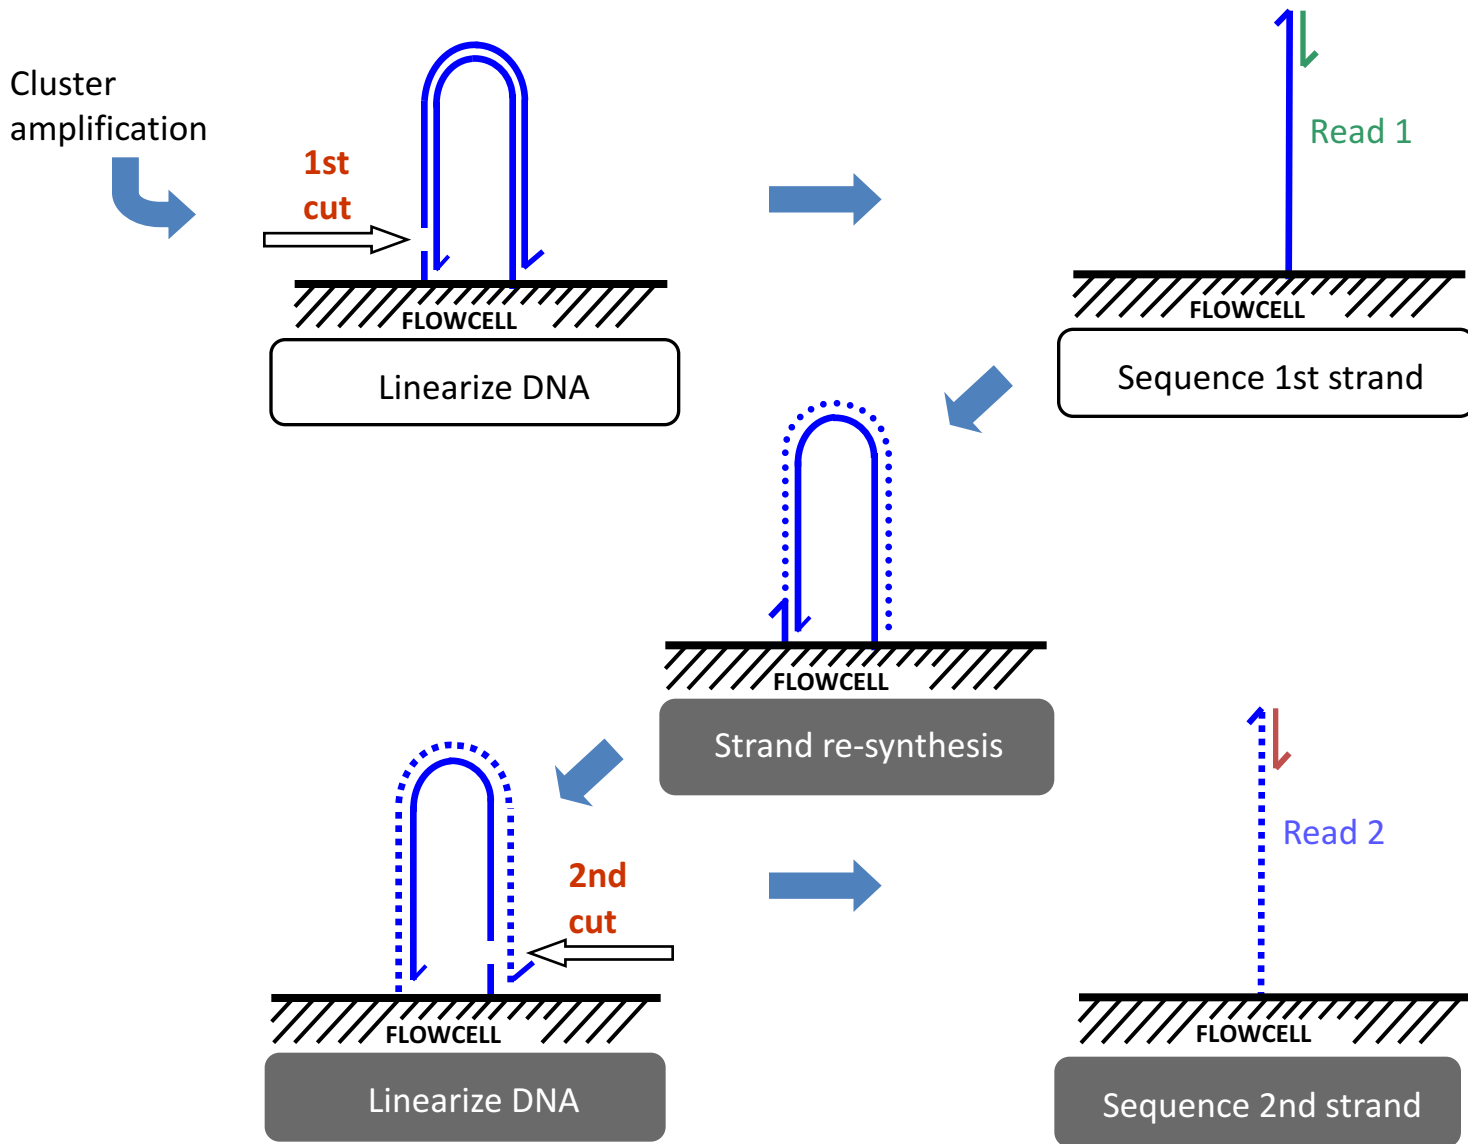 Cluster
amplification
1st
cut
FLOWCELL
Linearize DNA
Read 1
FLOWCELL
Sequence 1st strand
FLOWCELL
Strand re-synthesis
2nd
cut
FLOWCELL
Linearize DNA
Read 2
FLOWCELL
Sequence 2nd strand